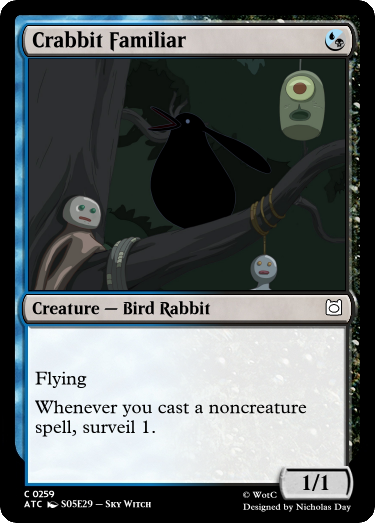 Crabbit Familiar
Creature — Bird Rabbit
Flying
Whenever you cast a noncreature
spell, surveil 1.
1/1
C 0259
ATC S05E29 – Sky Witch
© WotC
Designed by Nicholas Day